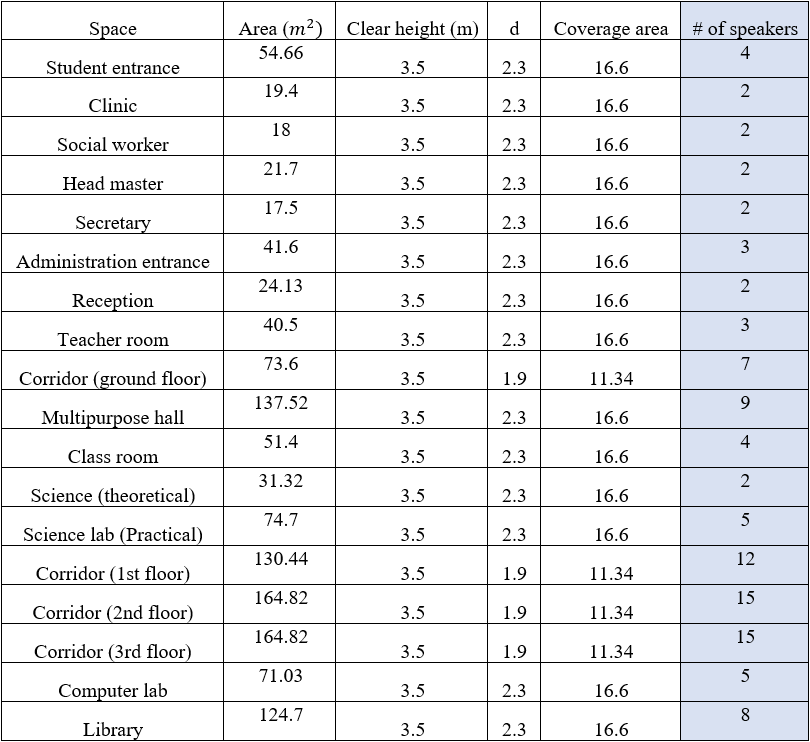 Space Area (m²) Clear height (m) d Coverage area # of speakers
Student entrance 54.66 3.5 2.3 16.6 4
Clinic 19.4 3.5 2.3 16.6 2
Social worker 18 3.5 2.3 16.6 2
Head master 21.7 3.5 2.3 16.6 2
Secretary 17.5 3.5 2.3 16.6 2
Administration entrance 41.6 3.5 2.3 16.6 3
Reception 24.13 3.5 2.3 16.6 2
Teacher room 40.5 3.5 2.3 16.6 3
Corridor (ground floor) 73.6 3.5 1.9 11.34 7
Multipurpose hall 137.52 3.5 2.3 16.6 9
Class room 51.4 3.5 2.3 16.6 4
Science (theoretical) 31.32 3.5 2.3 16.6 2
Science lab (Practical) 74.7 3.5 2.3 16.6 5
Corridor (1st floor) 130.44 3.5 1.9 11.34 12
Corridor (2nd floor) 164.82 3.5 1.9 11.34 15
Corridor (3rd floor) 164.82 3.5 1.9 11.34 15
Computer lab 71.03 3.5 2.3 16.6 5
Library 124.7 3.5 2.3 16.6 8